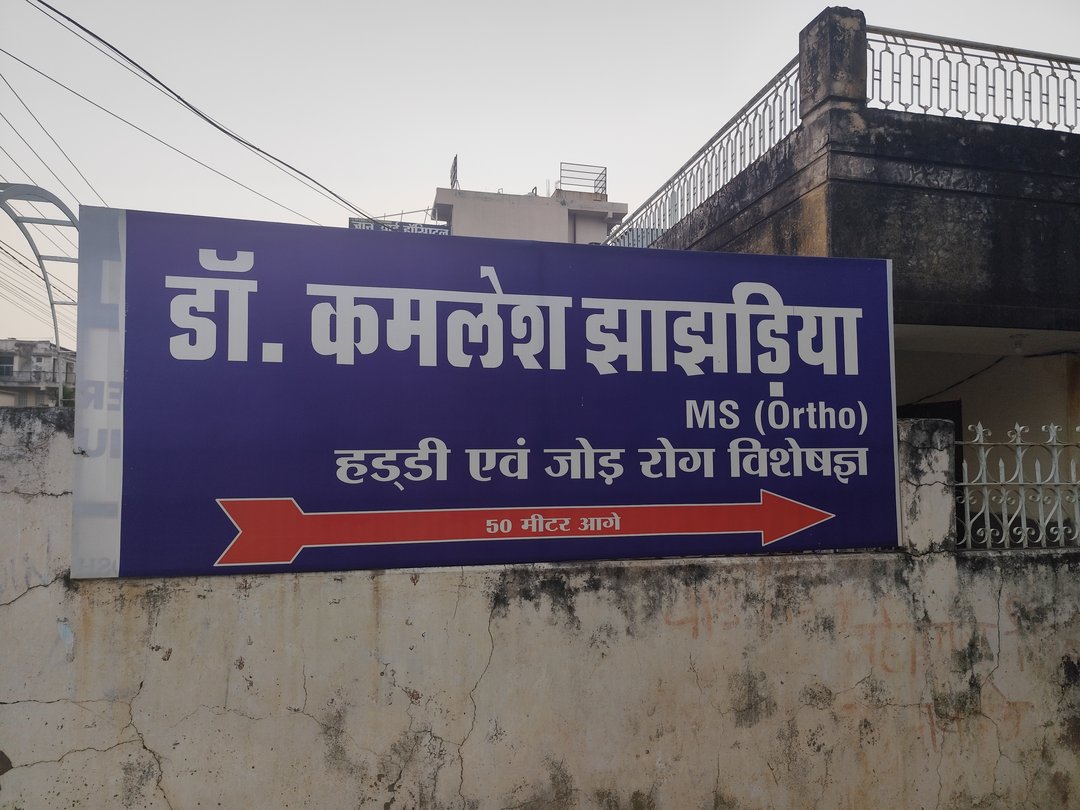 डॉ. कमलेश झाझड़िया
MS (Ortho)
हड्डी एवं जोड़ रोग विशेषज्ञ
50 मीटर आगे